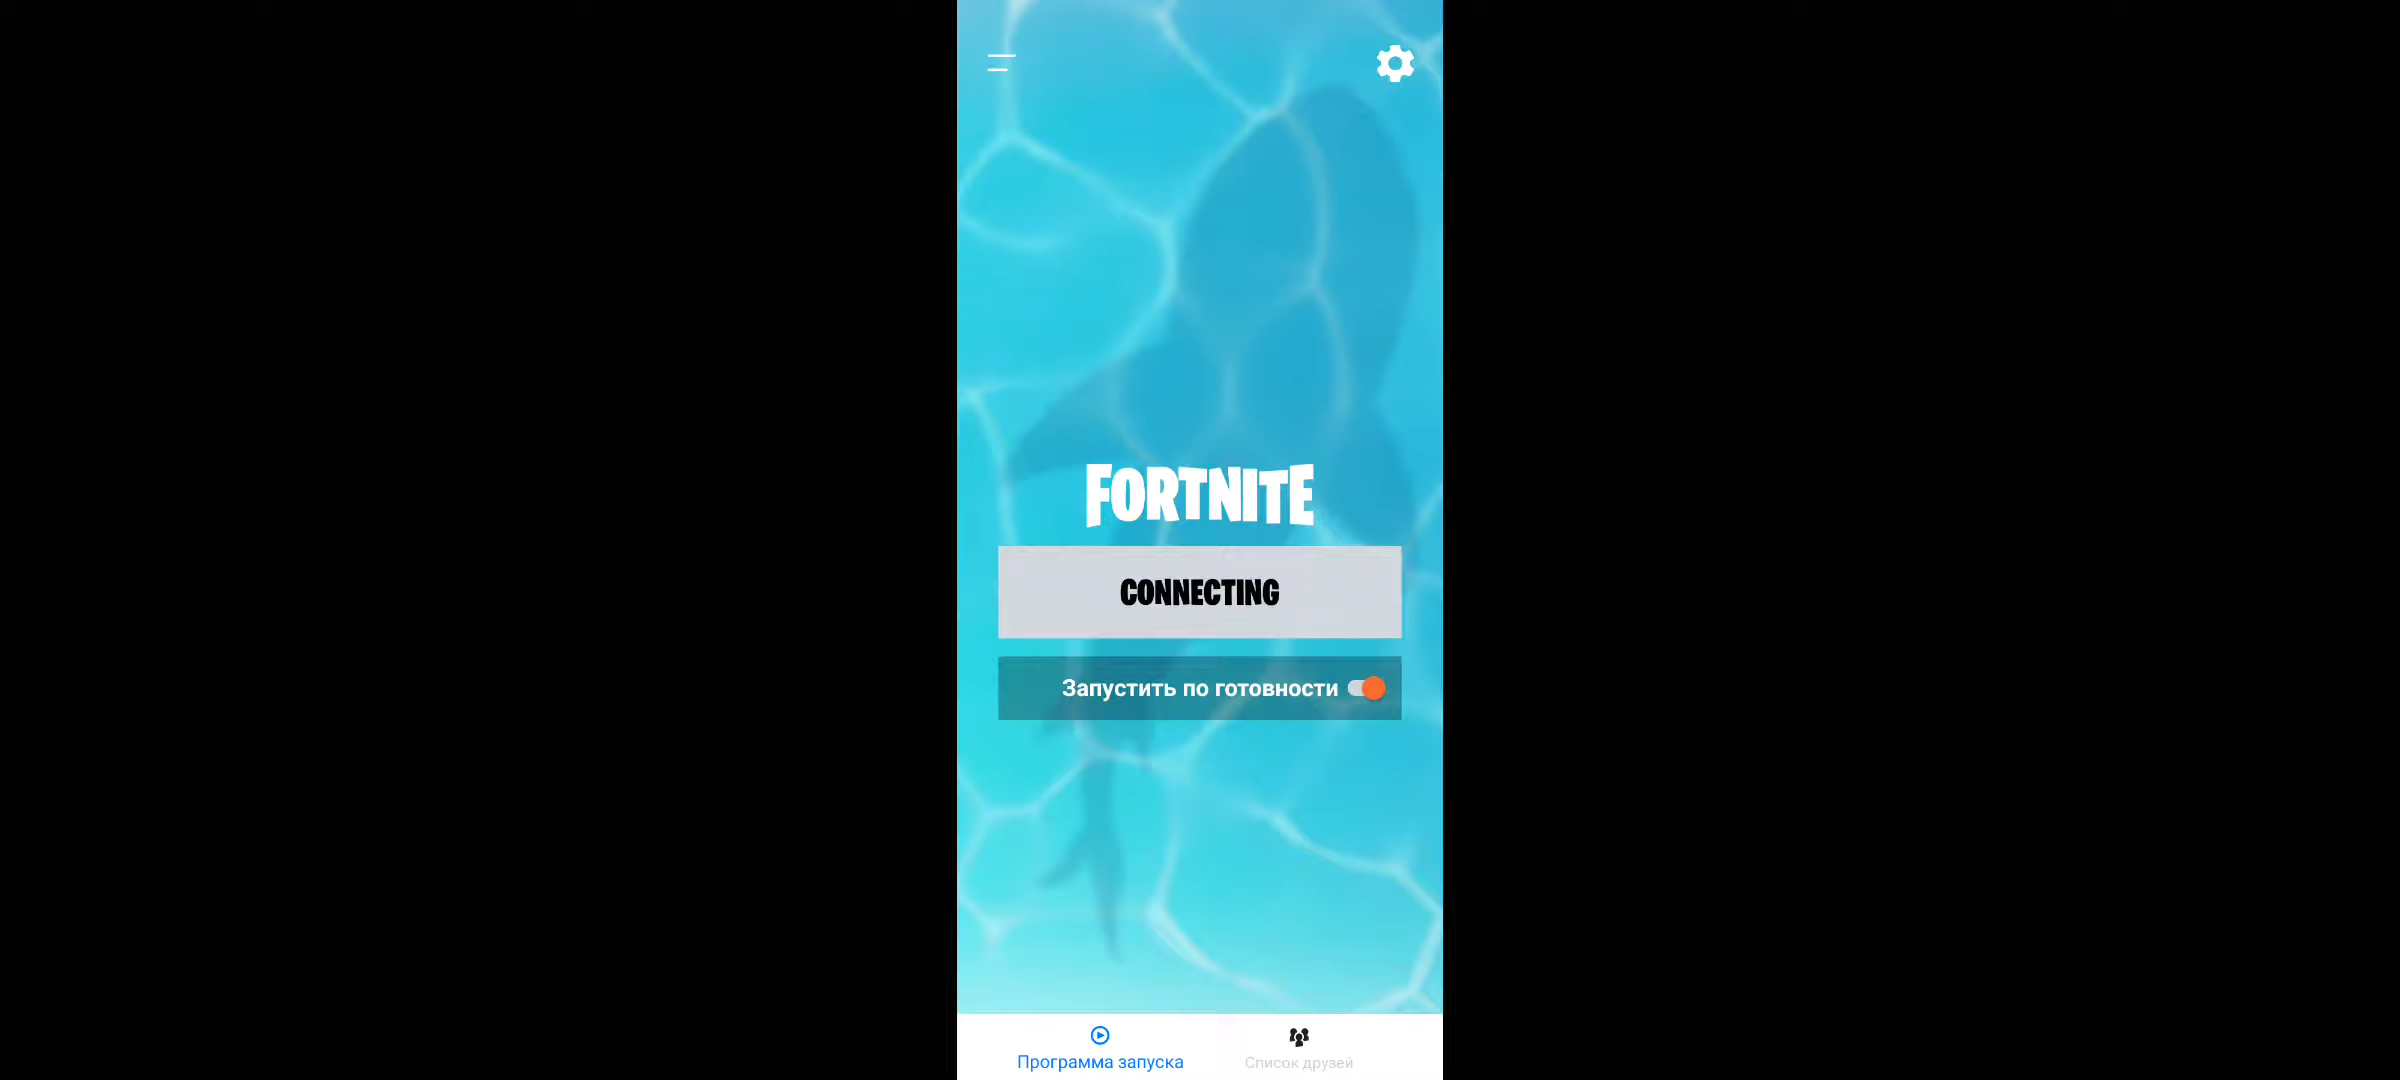 FORTNITE
CONNECTING
Запустить по готовности
Программа запуска
Список друзей